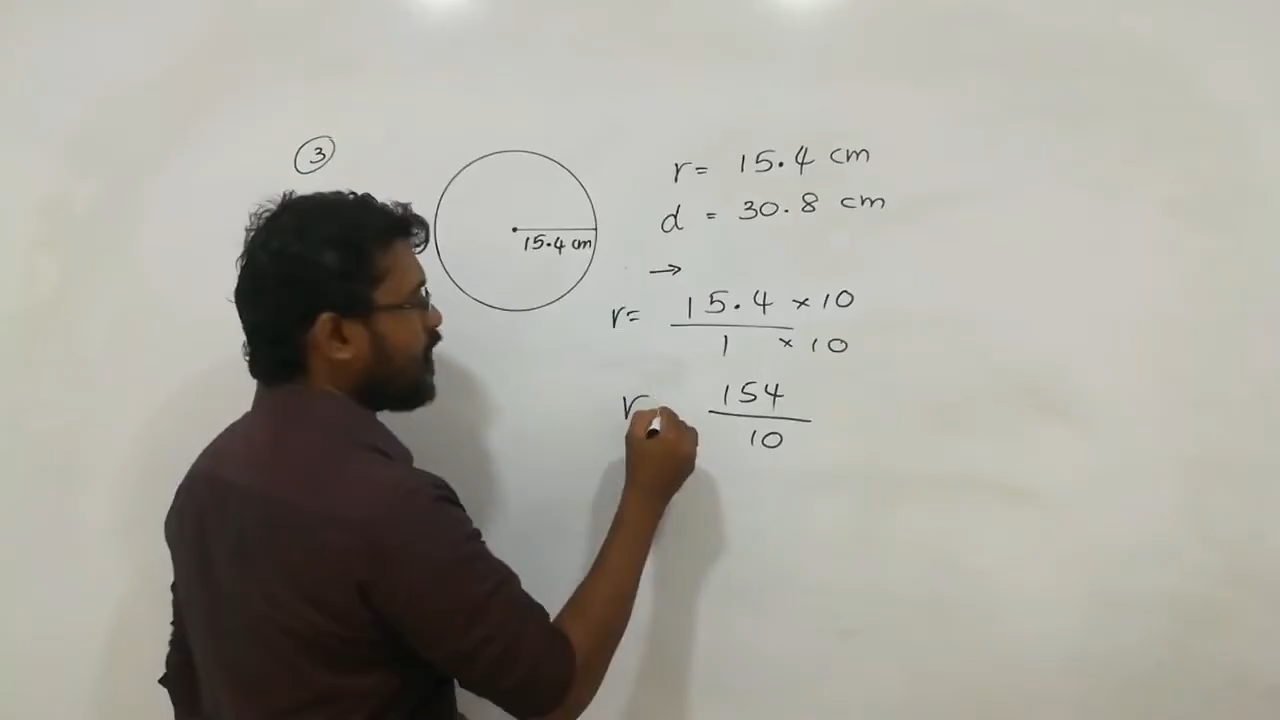 3
15.4 cm
r = 15.4 cm
d = 30.8 cm
→
r = 15.4 × 10
1 × 10
r 154
10